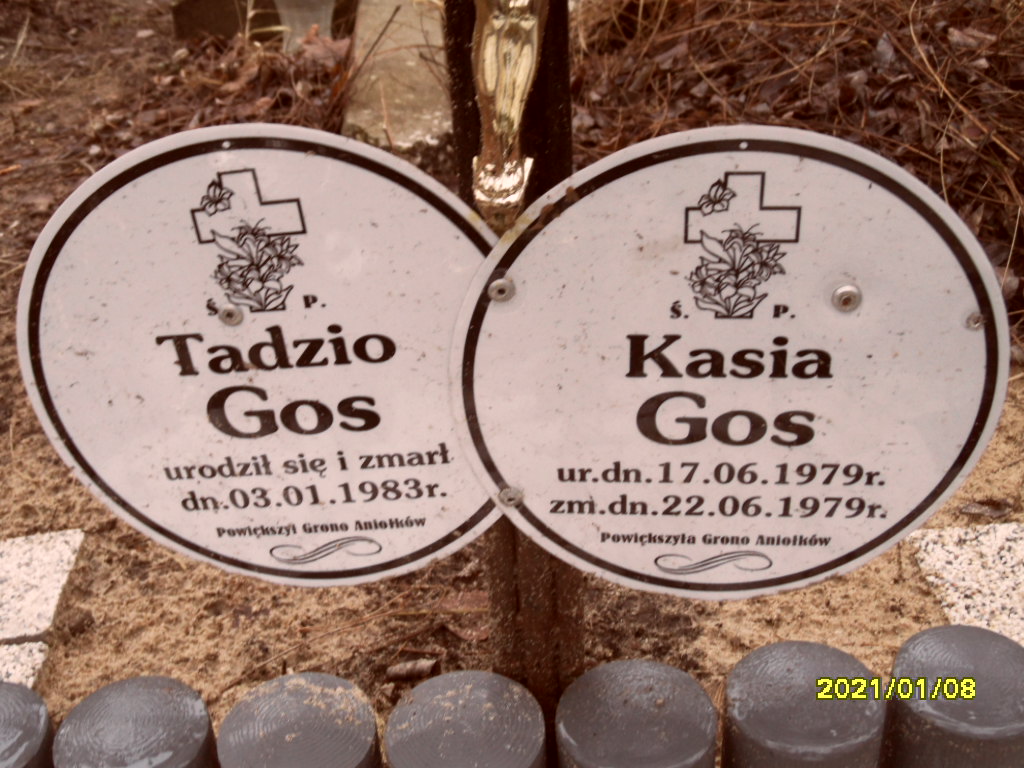 Ś. P.
Tadzio
Gos
urodził się i zmarł
dn.03.01.1983r.
Powiększył Grono Aniołków
Ś. P.
Kasia
Gos
ur.dn.17.06.1979r.
zm.dn.22.06.1979r.
Powiększyła Grono Aniołków
2021/01/08